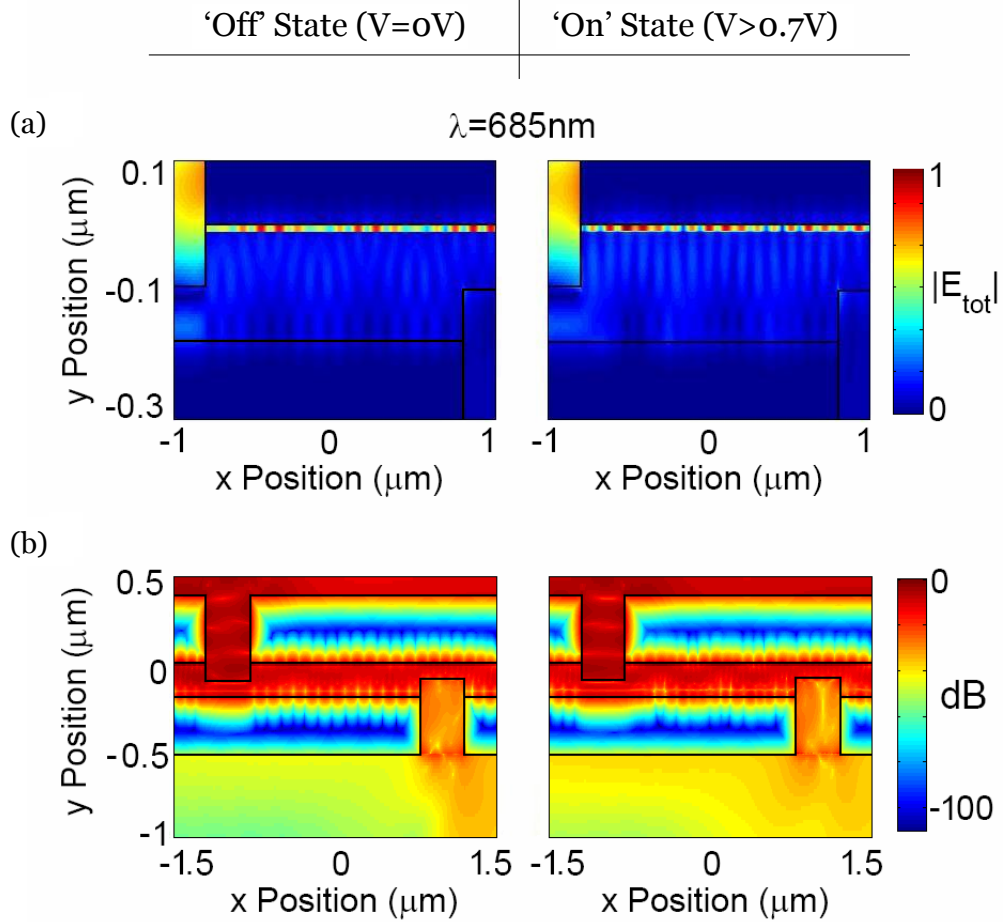 ‘Off’ State (V=0V) ‘On’ State (V>0.7V)
(a)
λ=685nm
y Position (μm)
0.1
-0.1
-0.3
-1 0 1
x Position (μm)
-1 0 1
x Position (μm)
1
|E_tot|
0
(b)
y Position (μm)
0.5
0
-0.5
-1
-1.5 0 1.5
x Position (μm)
-1.5 0 1.5
x Position (μm)
0
dB
-100